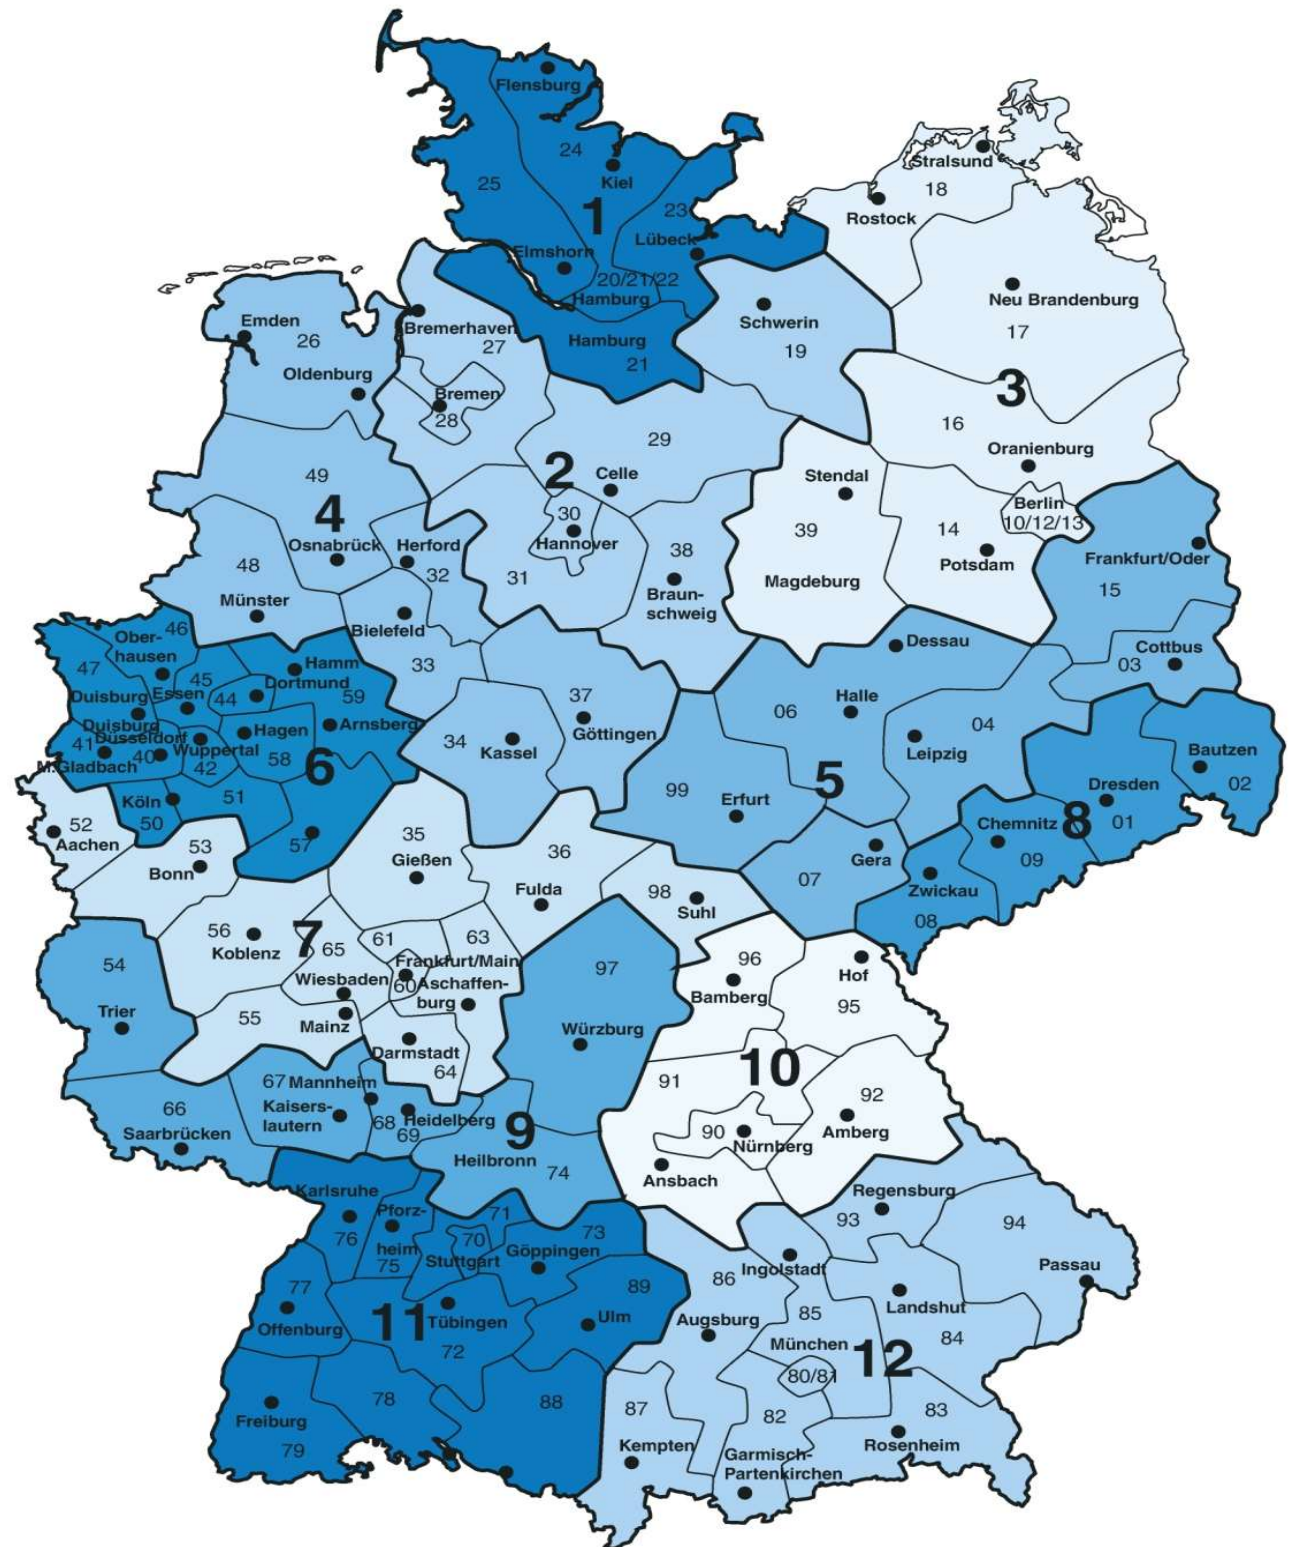 Flensburg
24
25
Kiel
1
23
Lübeck
Elmshorn
20/21/22
Hamburg
Hamburg
21
Stralsund
18
Rostock
Neu Brandenburg
17
Schwerin
19
3
16
Oranienburg
Emden
26
Oldenburg
Bremerhaven
27
Bremen
28
29
2
Celle
49
4
Osnabrück
Herford
32
30
Hannover
31
38
Braun-
schweig
Stendal
39
Magdeburg
14
Potsdam
Berlin
10/12/13
Frankfurt/Oder
15
48
Münster
Bielefeld
33
Dessau
Cottbus
03
46
Ober-
hausen
47
45
Hamm
Dortmund
Duisburg
Essen
44
59
Duisburg
Düsseldorf
Hagen
Arnsberg
41
40
Wuppertal
42
58
M.Gladbach
6
Köln
51
50
57
34
Kassel
37
Göttingen
06
Halle
04
Leipzig
99
Erfurt
5
Gera
07
Bautzen
02
Dresden
01
8
Chemnitz
09
Zwickau
08
52
Aachen
53
Bonn
35
Gießen
36
Fulda
98
Suhl
56
Koblenz
7
65
61
63
Frankfurt/Main
Wiesbaden
60
Aschaffen-
burg
55
Mainz
Darmstadt
64
54
Trier
97
Würzburg
96
Bamberg
Hof
95
10
91
92
Amberg
90
Nürnberg
Ansbach
67
Mannheim
Kaisers-
lautern
66
Saarbrücken
68
Heidelberg
69
9
Heilbronn
74
Karlsruhe
Pforz-
heim
76
75
71
70
Stuttgart
73
Göppingen
77
Offenburg
11
Tübingen
72
89
Ulm
78
88
Freiburg
79
Regensburg
93
94
Passau
Ingolstadt
86
Augsburg
85
München
80/81
Landshut
84
12
87
Kempten
82
Garmisch-
Partenkirchen
83
Rosenheim